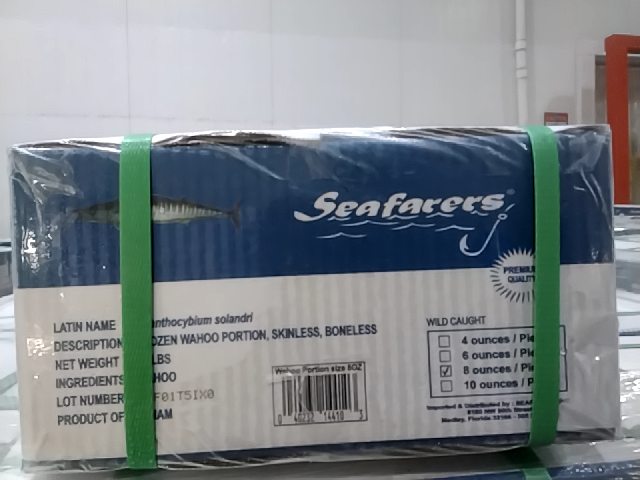 Seafarers
PREMIUM
QUALITY
LATIN NAME anthocybium solandri
DESCRIPTION OZEN WAHOO PORTION, SKINLESS, BONELESS
NET WEIGHT LBS
INGREDIENTS HOO
LOT NUMBER F01T5IX0
PRODUCT OF AM
Wahoo Portion size 8OZ
WILD CAUGHT
4 ounces / Pie
6 ounces / Pie
8 ounces / Pie
10 ounces / P
Imported & Distributed by